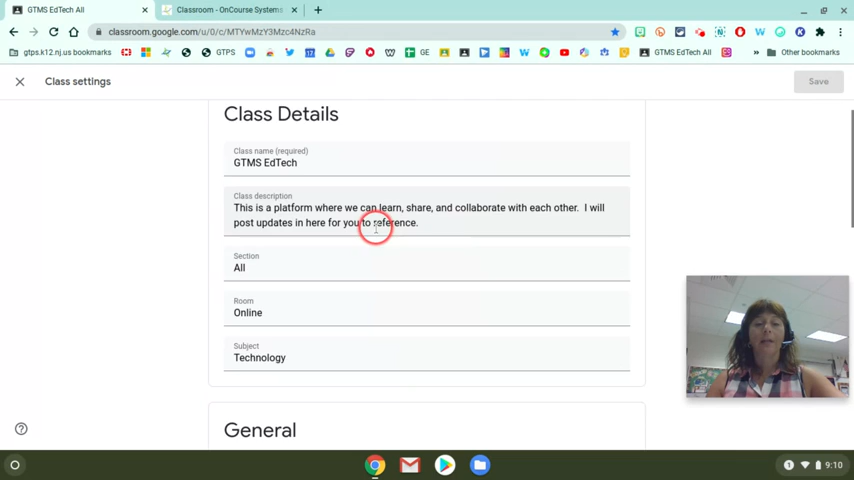 GTMS EdTech All
Classroom - OnCourse Systems
classroom.google.com/u/0/c/MTYwMzY3Mzc4NzRa
gtps.k12.nj.us bookmarks
GTPS
GE
GTMS EdTech All
Other bookmarks
Class settings
Save
Class Details
Class name (required)
GTMS EdTech
Class description
This is a platform where we can learn, share, and collaborate with each other. I will
post updates in here for you to reference.
Section
All
Room
Online
Subject
Technology
General
1
9:10